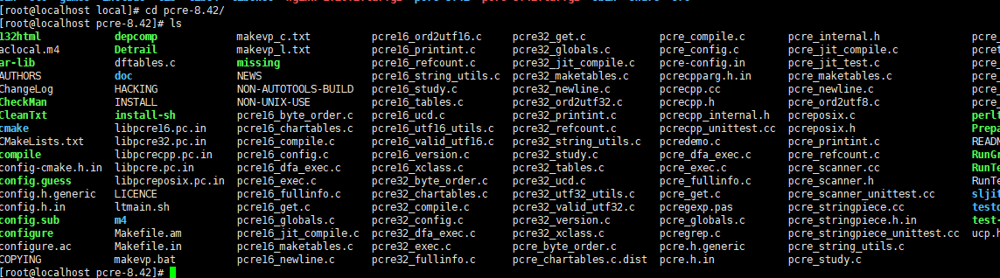 [root@localhost local]# cd pcre-8.42/
[root@localhost pcre-8.42]# ls
132html depcomp makevp_c.txt pcre16_ord2utf16.c pcre32_get.c pcre_compile.c pcre_internal.h pcre_
aclocal.m4 Detrail makevp_l.txt pcre16_printint.c pcre32_globals.c pcre_config.c pcre_jit_compile.c pcret
ar-lib dftables.c missing pcre16_refcount.c pcre32_jit_compile.c pcre-config.in pcre_jit_test.c pcre_
AUTHORS doc NEWS pcre16_string_utils.c pcre32_maketables.c pcrecpparg.h.in pcre_maketables.c pcre_
ChangeLog HACKING NON-AUTOTOOLS-BUILD pcre16_study.c pcre32_newline.c pcrecpp.cc pcre_newline.c pcre_
CheckMan INSTALL NON-UNIX-USE pcre16_tables.c pcre32_ord2utf32.c pcrecpp.h pcre_ord2utf8.c pcre_
CleanTxt install-sh pcre16_byte_order.c pcre16_ucd.c pcre32_printint.c pcrecpp_internal.h pcreposix.c perlt
cmake libpcre16.pc.in pcre16_chartables.c pcre16_utf16_utils.c pcre32_refcount.c pcrecpp_unittest.cc pcreposix.h Prepa
CMakeLists.txt libpcre32.pc.in pcre16_compile.c pcre16_valid_utf16.c pcre32_string_utils.c pcredemo.c pcre_printint.c READM
compile libpcrecpp.pc.in pcre16_config.c pcre16_version.c pcre32_study.c pcre_dfa_exec.c pcre_refcount.c RunGr
config-cmake.h.in libpcre.pc.in pcre16_dfa_exec.c pcre16_xclass.c pcre32_tables.c pcre_exec.c pcre_scanner.cc RunTe
config.guess libpcreposix.pc.in pcre16_exec.c pcre32_byte_order.c pcre32_ucd.c pcre_fullinfo.c pcre_scanner.h RunTe
config.h.generic LICENCE pcre16_fullinfo.c pcre32_chartables.c pcre32_utf32_utils.c pcre_get.c pcre_scanner_unittest.cc sljit
config.h.in ltmain.sh pcre16_get.c pcre32_compile.c pcre32_valid_utf32.c pcregexp.pas pcre_stringpiece.cc testd
config.sub m4 pcre16_globals.c pcre32_config.c pcre32_version.c pcre_globals.c pcre_stringpiece.h.in test-
configure Makefile.am pcre16_jit_compile.c pcre32_dfa_exec.c pcre32_xclass.c pcregrep.c pcre_stringpiece_unittest.cc ucp.h
configure.ac Makefile.in pcre16_maketables.c pcre32_exec.c pcre_byte_order.c pcre.h.generic pcre_string_utils.c
COPYING makevp.bat pcre16_newline.c pcre32_fullinfo.c pcre_chartables.c.dist pcre.h.in pcre_study.c
[root@localhost pcre-8.42]#